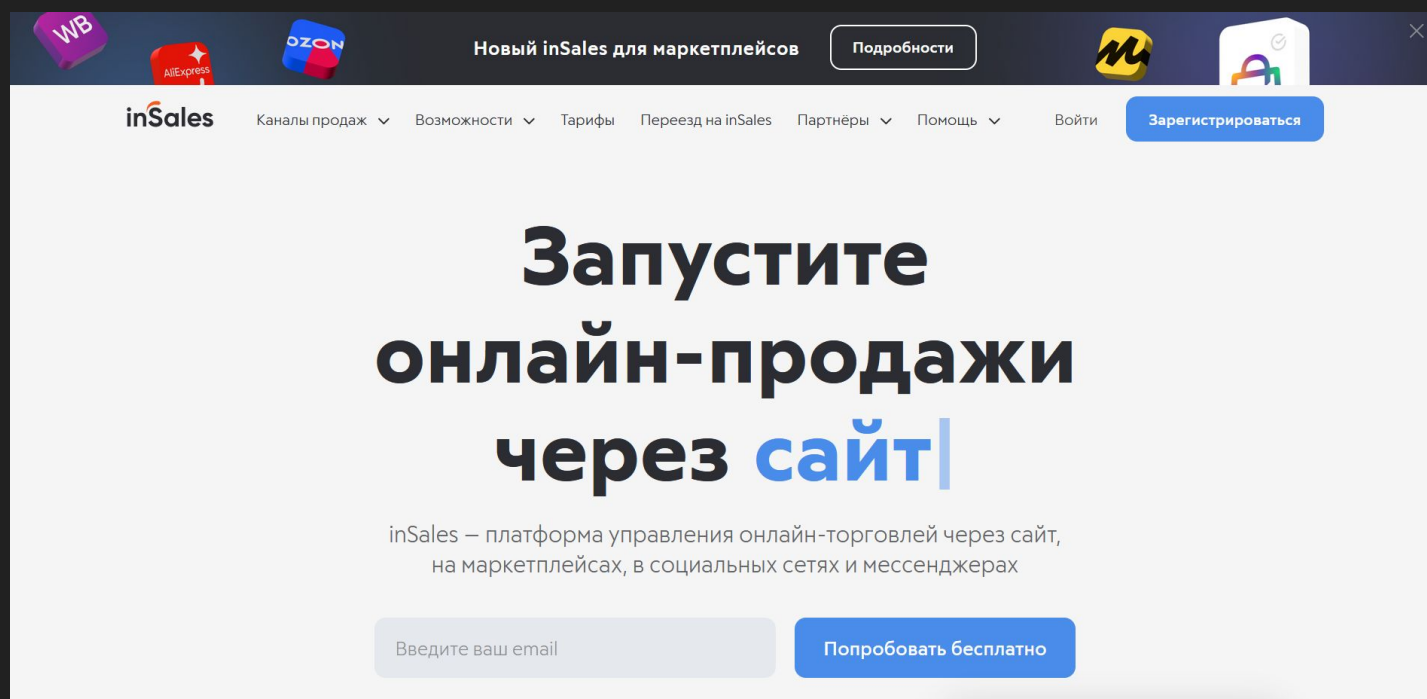 WB
AliExpress
OZON
Новый inSales для маркетплейсов
Подробности
inSales
Каналы продаж
Возможности
Тарифы
Переезд на inSales
Партнёры
Помощь
Войти
Зарегистрироваться
Запустите
онлайн-продажи
через сайт
inSales — платформа управления онлайн-торговлей через сайт,
на маркетплейсах, в социальных сетях и мессенджерах
Введите ваш email
Попробовать бесплатно